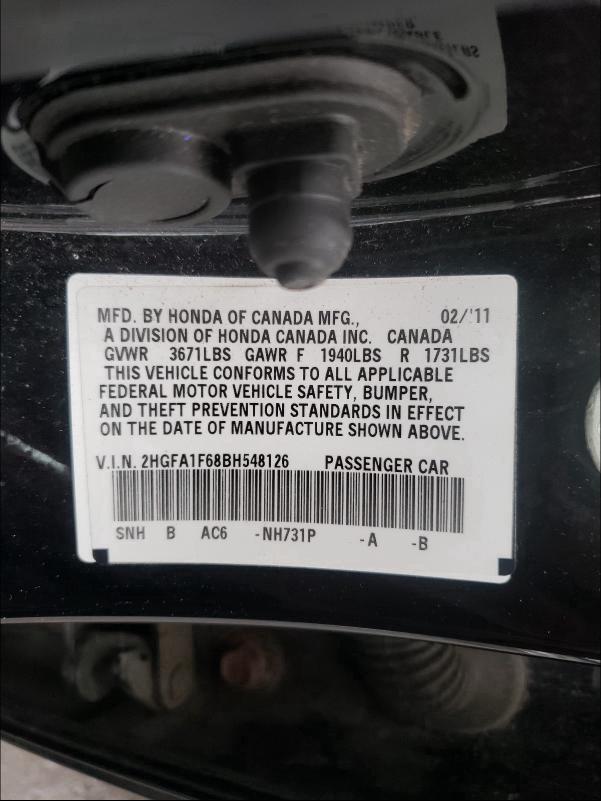 MFD. BY HONDA OF CANADA MFG., 02/'11
A DIVISION OF HONDA CANADA INC. CANADA
GVWR 3671LBS GAWR F 1940LBS R 1731LBS
THIS VEHICLE CONFORMS TO ALL APPLICABLE
FEDERAL MOTOR VEHICLE SAFETY, BUMPER,
AND THEFT PREVENTION STANDARDS IN EFFECT
ON THE DATE OF MANUFACTURE SHOWN ABOVE.
V.I.N. 2HGFA1F68BH548126 PASSENGER CAR
SNH B AC6 -NH731P -A -B